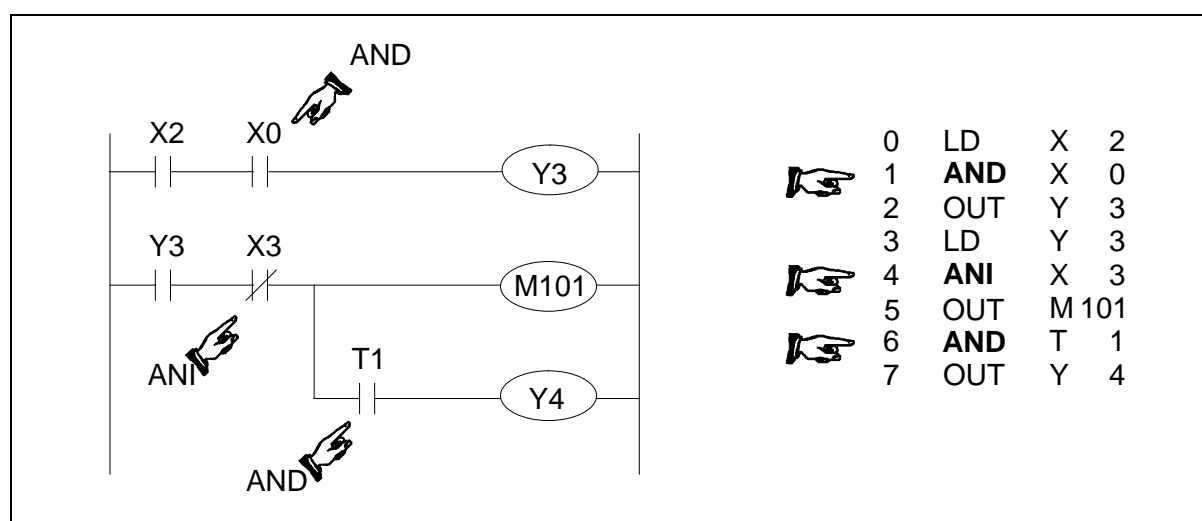 AND
X2 X0
Y3
Y3 X3
M101
ANI
T1
Y4
AND
0 LD X 2
1 AND X 0
2 OUT Y 3
3 LD Y 3
4 ANI X 3
5 OUT M 101
6 AND T 1
7 OUT Y 4